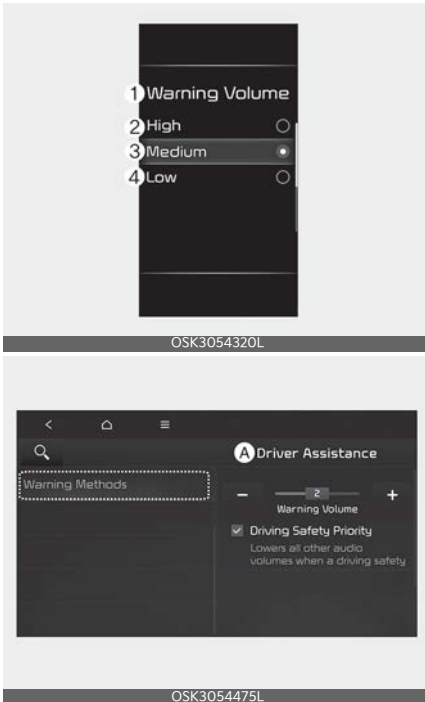 1 Warning Volume
2 High
3 Medium
4 Low
OSK3054320L
A Driver Assistance
Warning Methods
− 2 +
Warning Volume
Driving Safety Priority
Lowers all other audio
volumes when a driving safety
OSK3054475L